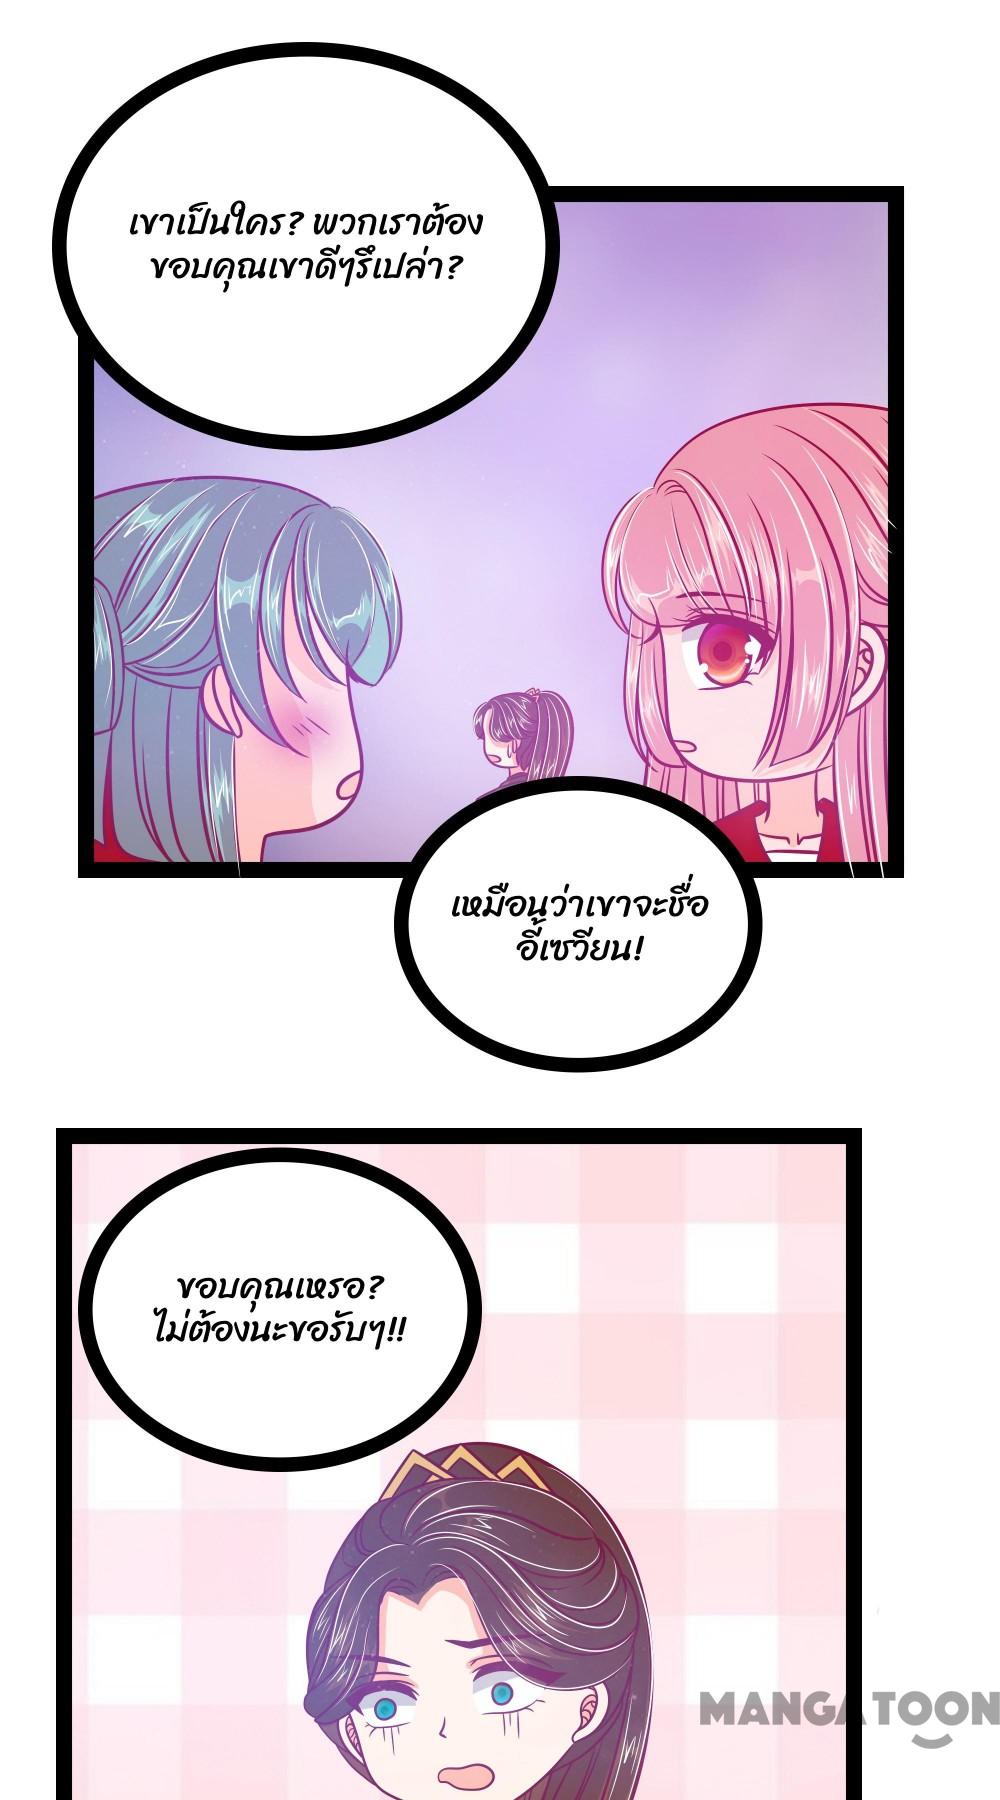 เขาเป็นใคร? พวกเราต้อง
ขอบคุณเขาดีๆรึเปล่า?
เหมือนว่าเขาจะชื่อ
อี้เซวียน!
ขอบคุณเหรอ?
ไม่ต้องนะขอรับๆ!!
MANGATOON